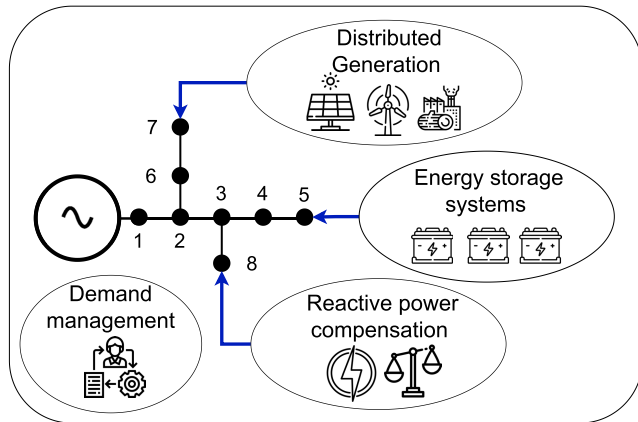 Distributed
Generation
7
6
3
4
5
1
2
8
Energy storage
systems
Demand
management
Reactive power
compensation